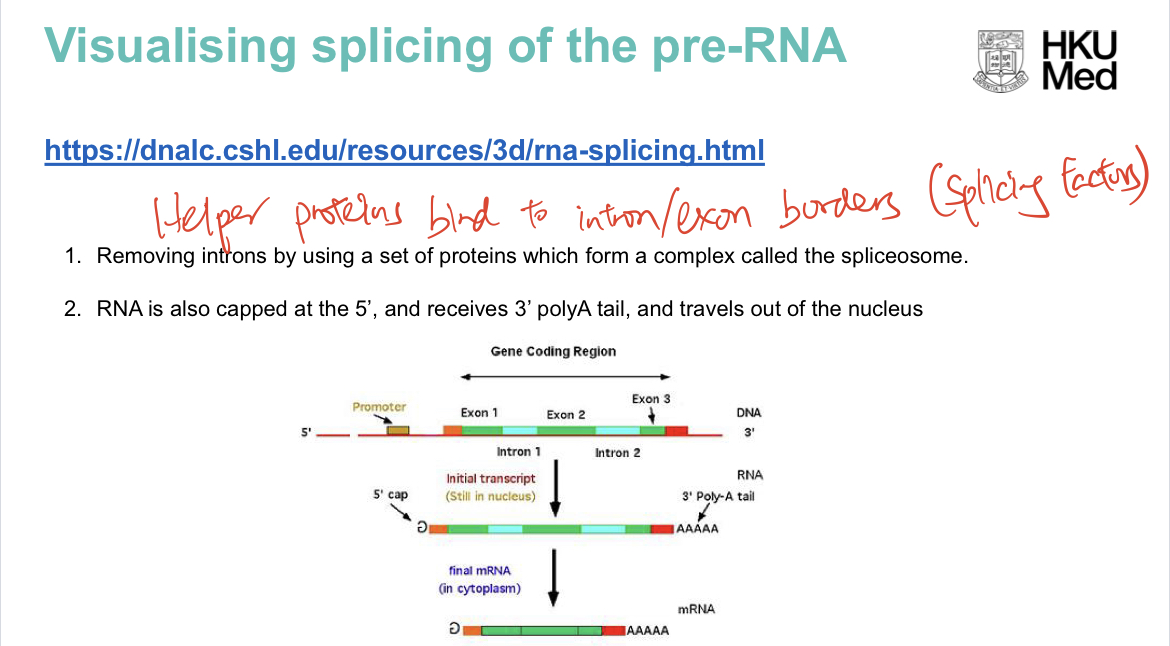 Visualising splicing of the pre-RNA
HKU
Med
https://dnalc.cshl.edu/resources/3d/rna-splicing.html
Helper proteins bind to intron/exon borders (Splicing factors)
1. Removing introns by using a set of proteins which form a complex called the spliceosome.
2. RNA is also capped at the 5’, and receives 3’ polyA tail, and travels out of the nucleus
Gene Coding Region
Promoter
Exon 1
Exon 2
Exon 3
DNA
5'
3'
Intron 1
Intron 2
Initial transcript
(Still in nucleus)
RNA
5' cap
3' Poly-A tail
G
AAAAA
final mRNA
(in cytoplasm)
mRNA
G
AAAAA